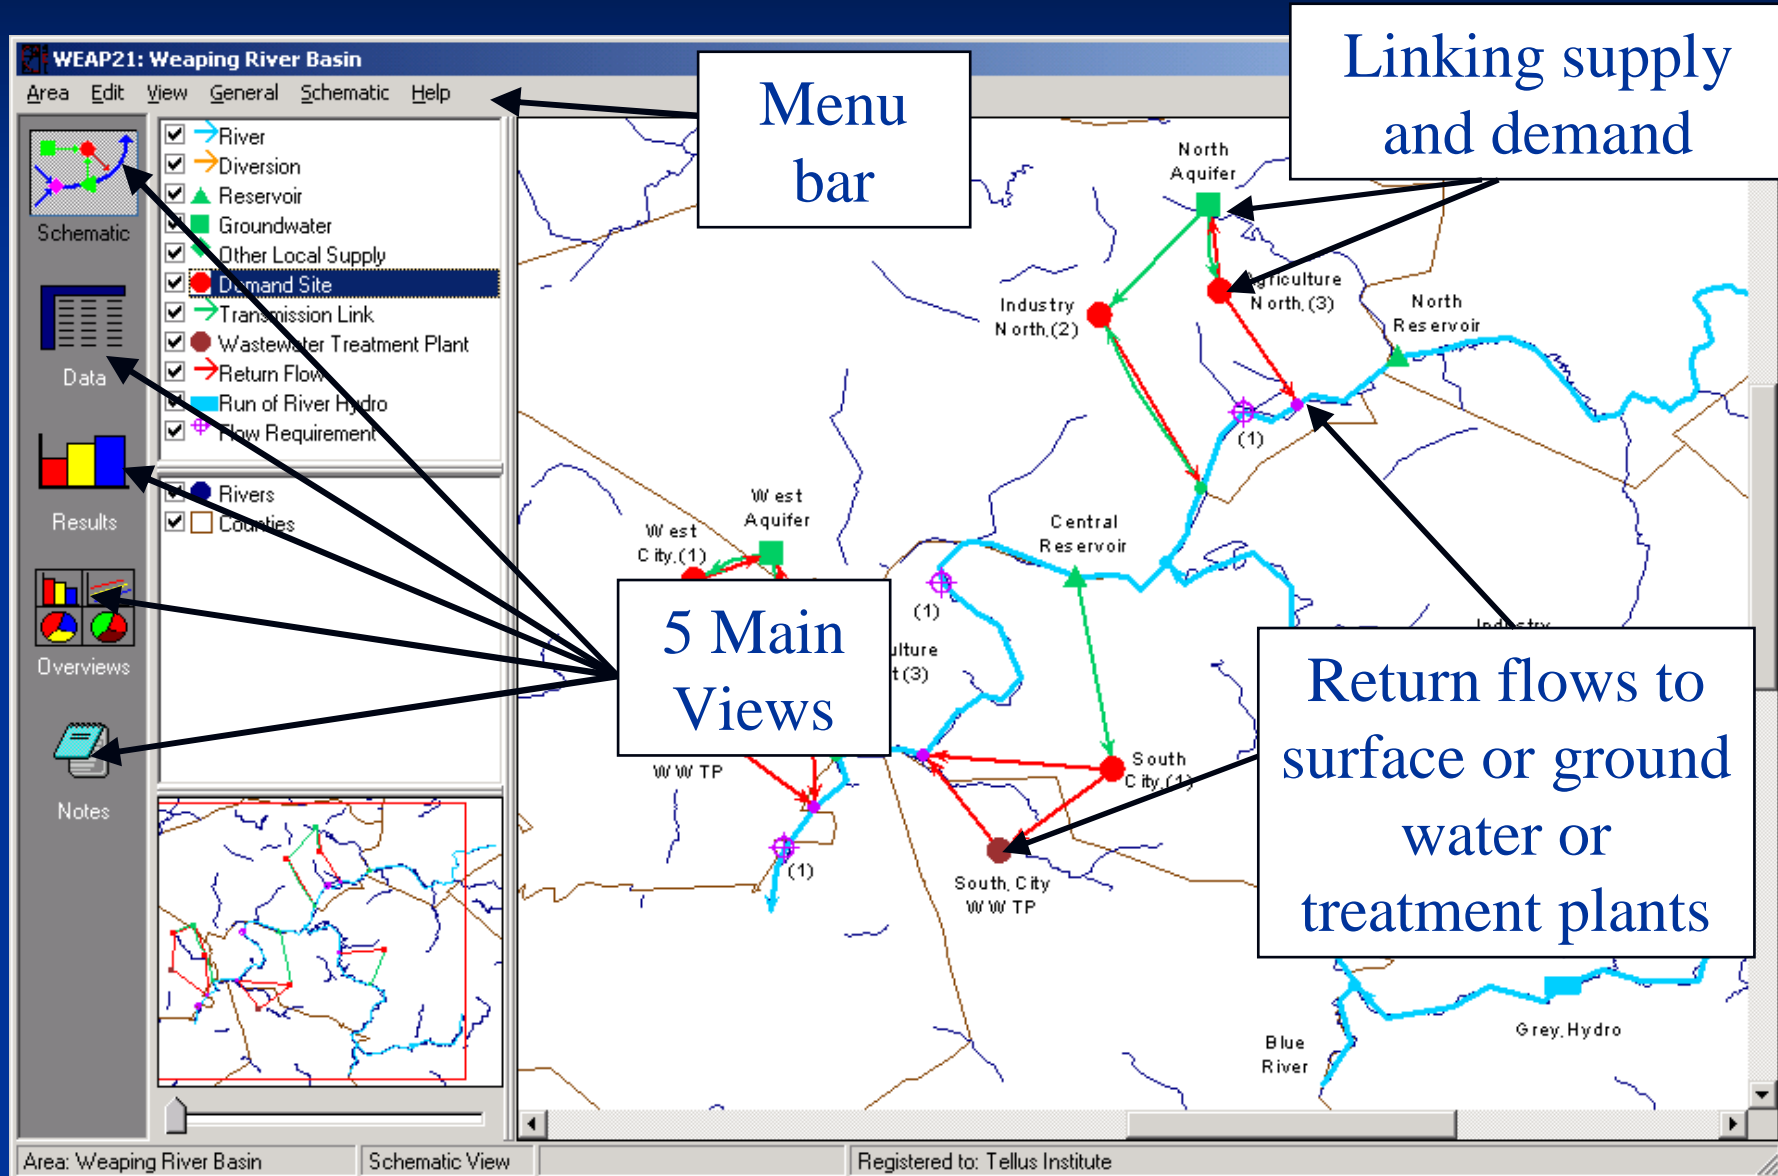 WEAP21: Weaping River Basin
Area Edit View General Schematic Help
Menu
bar
Linking supply
and demand
Schematic
Data
Results
Overviews
Notes
River
Diversion
Reservoir
Groundwater
Other Local Supply
Demand Site
Transmission Link
Wastewater Treatment Plant
Return Flow
Run of River Hydro
Flow Requirement
Rivers
Counties
North
Aquifer
Agriculture
North,(3)
Industry
North,(2)
North
Reservoir
(1)
West
Aquifer
West
City,(1)
Central
Reservoir
(1)
5 Main
Views
(3)
Industry
Return flows to
surface or ground
water or
treatment plants
WWTP
South
City,(1)
(1)
South, City
WWTP
Grey, Hydro
Blue
River
Area: Weaping River Basin
Schematic View
Registered to: Tellus Institute